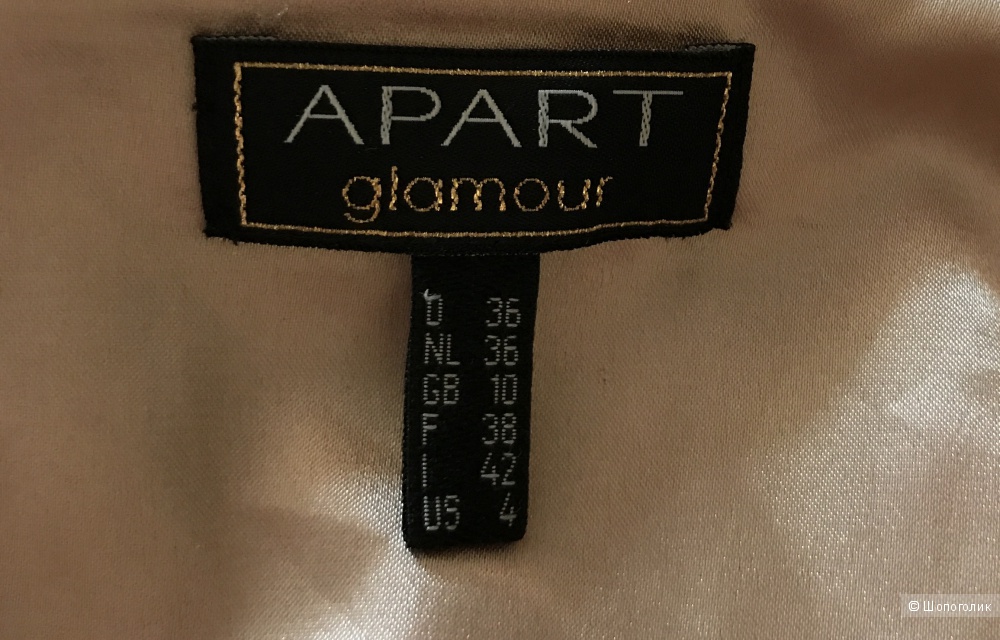 APART
glamour
D 36
NL 36
GB 10
F 38
I 42
US 4
© Шопоголик